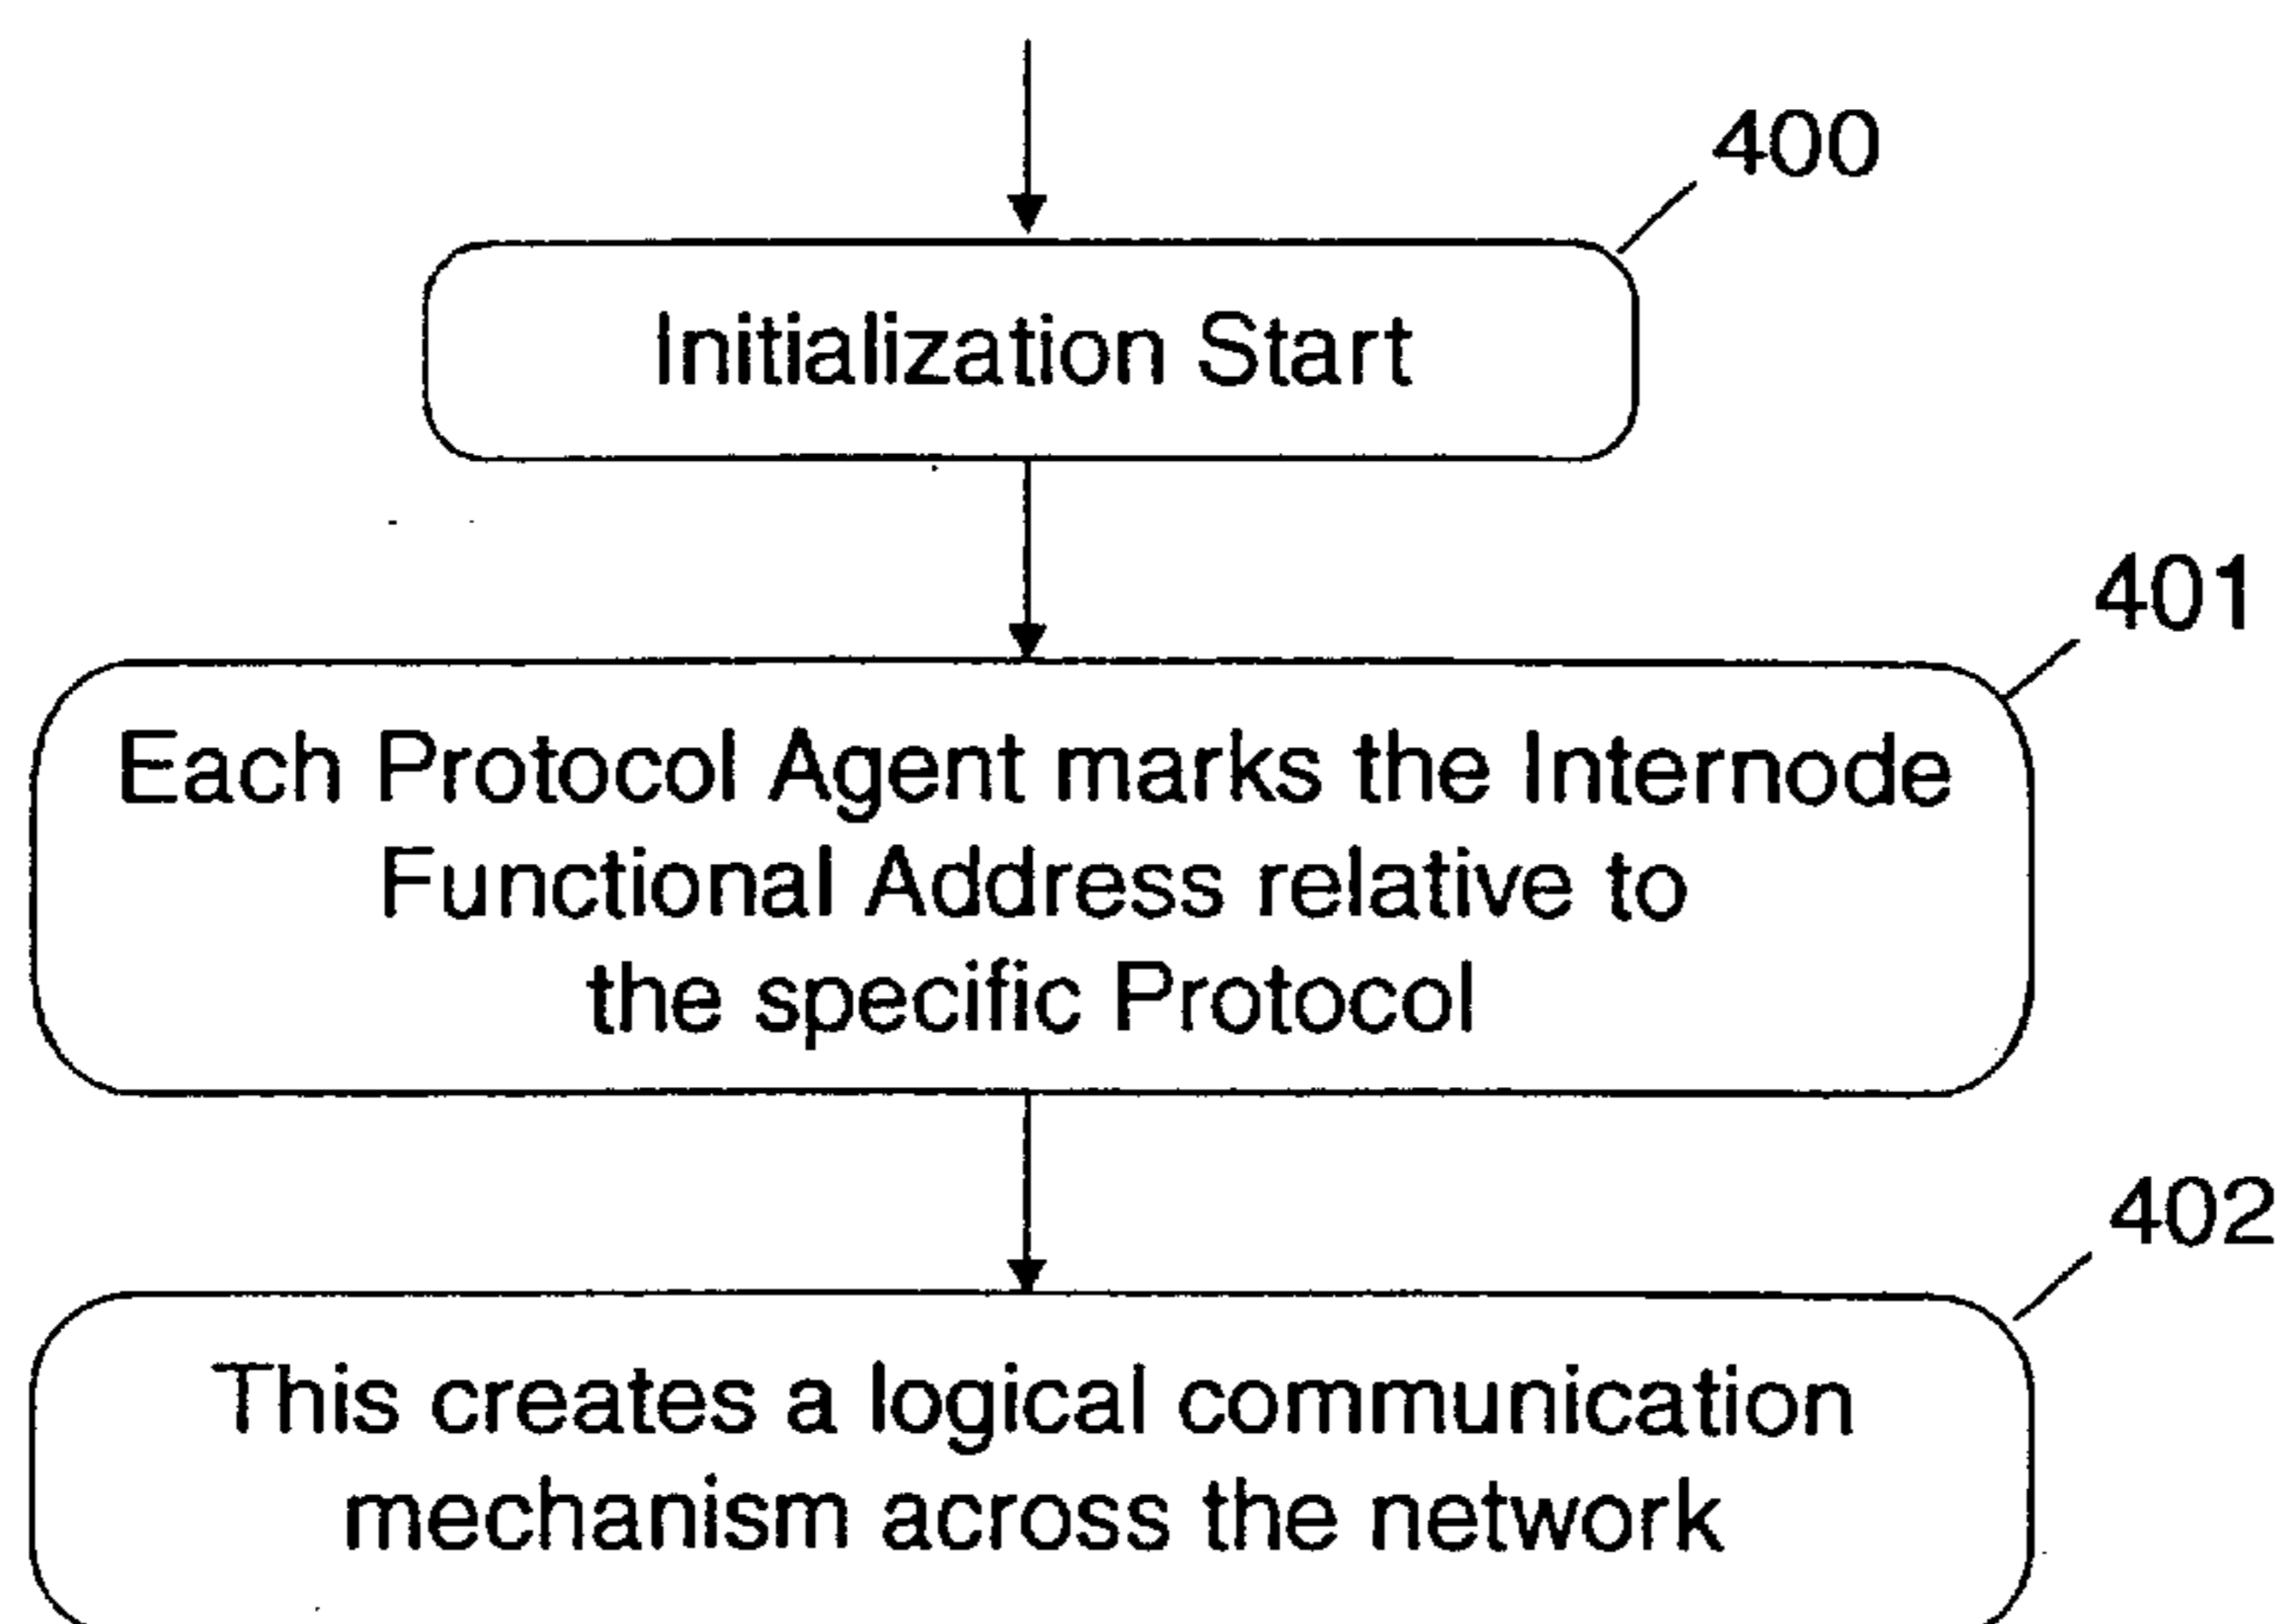 400
Initialization Start
401
Each Protocol Agent marks the Internode
Functional Address relative to
the specific Protocol
402
This creates a logical communication
mechanism across the network